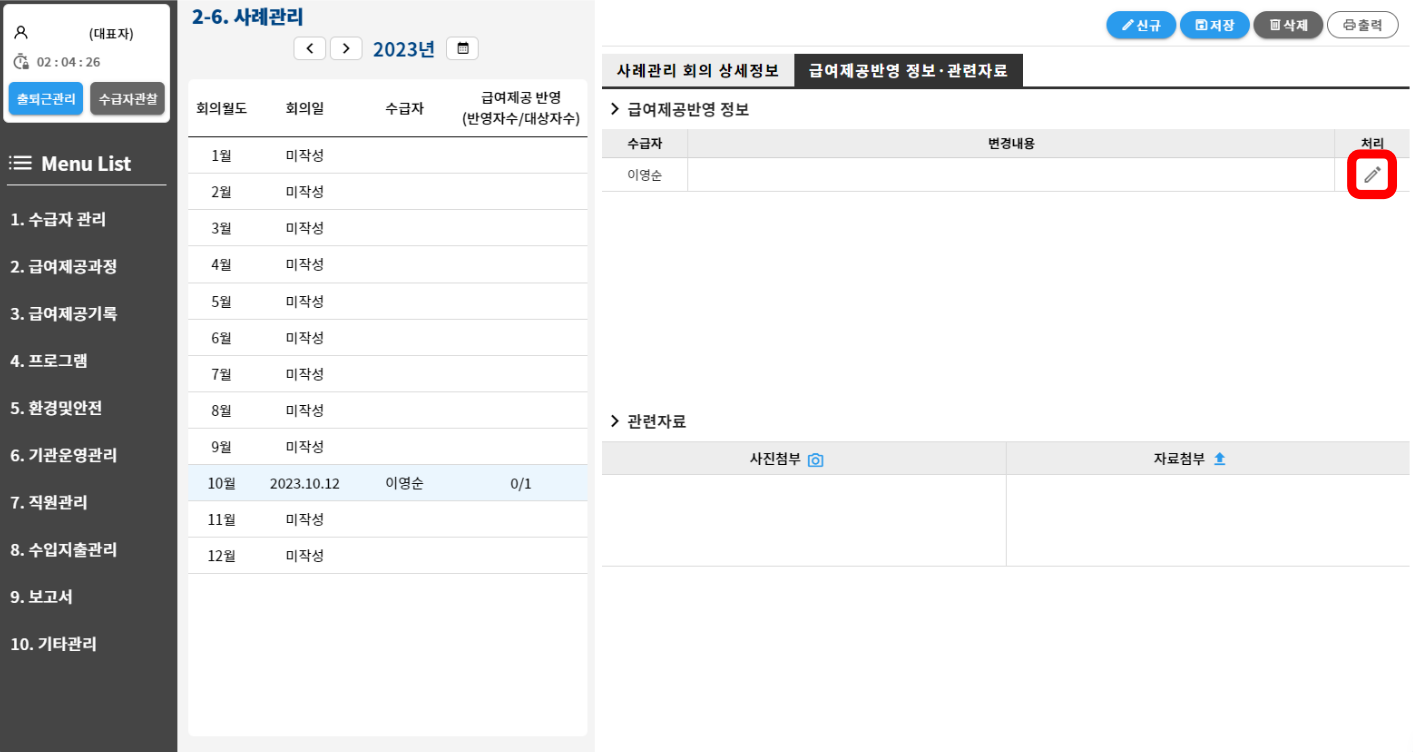 (대표자)
02 : 04 : 26
출퇴근관리
수급자관찰
Menu List
1. 수급자 관리
2. 급여제공과정
3. 급여제공기록
4. 프로그램
5. 환경및안전
6. 기관운영관리
7. 직원관리
8. 수입지출관리
9. 보고서
10. 기타관리
2-6. 사례관리
2023년
회의월도 회의일 수급자 급여제공 반영
(반영자수/대상자수)
1월 미작성
2월 미작성
3월 미작성
4월 미작성
5월 미작성
6월 미작성
7월 미작성
8월 미작성
9월 미작성
10월 2023.10.12 이영순 0/1
11월 미작성
12월 미작성
신규 저장 삭제 출력
사례관리 회의 상세정보 급여제공반영 정보·관련자료
급여제공반영 정보
수급자 변경내용 처리
이영순
관련자료
사진첨부 자료첨부